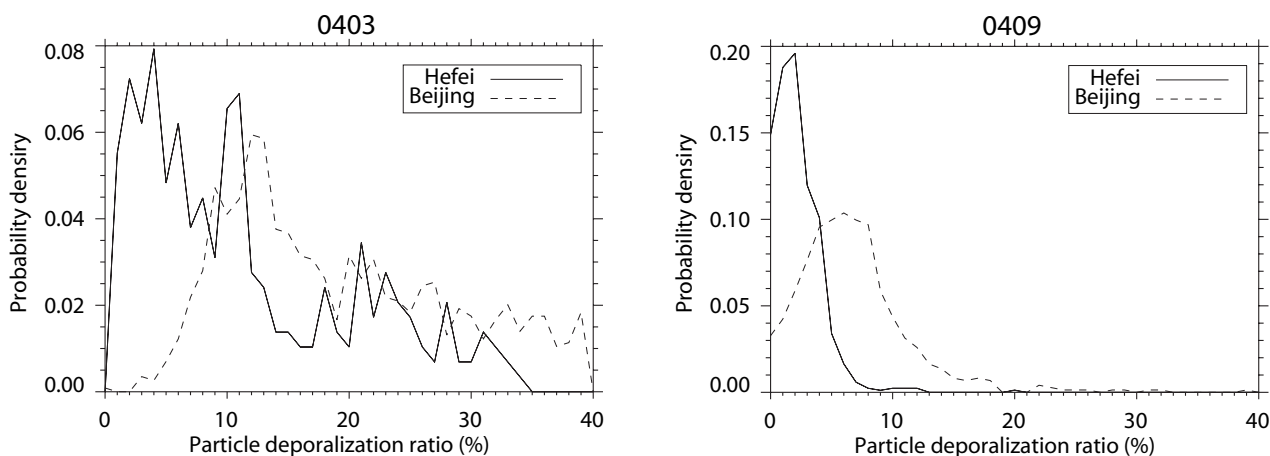 0403
0.08
0.06
0.04
0.02
0.00
Probability densiry
Hefei
Beijing
0 10 20 30 40
Particle deporalization ratio (%)
0409
0.20
0.15
0.10
0.05
0.00
Probability densiry
Hefei
Beijing
0 10 20 30 40
Particle deporalization ratio (%)